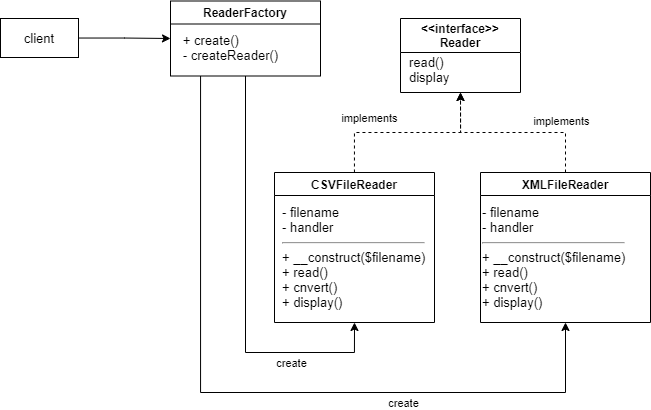 client
ReaderFactory
+ create()
- createReader()
<<interface>>
Reader
read()
display
implements
implements
CSVFileReader
- filename
- handler
+ __construct($filename)
+ read()
+ cnvert()
+ display()
XMLFileReader
- filename
- handler
+ __construct($filename)
+ read()
+ cnvert()
+ display()
create
create